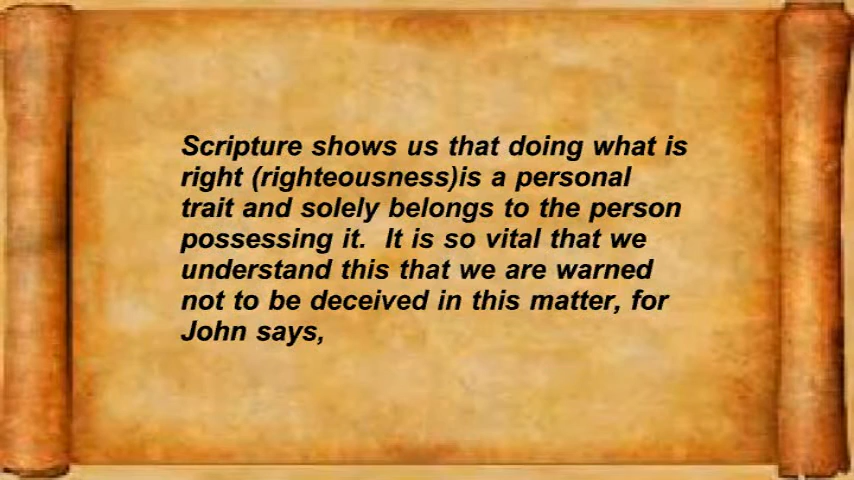 Scripture shows us that doing what is
right (righteousness)is a personal
trait and solely belongs to the person
possessing it.  It is so vital that we
understand this that we are warned
not to be deceived in this matter, for
John says,